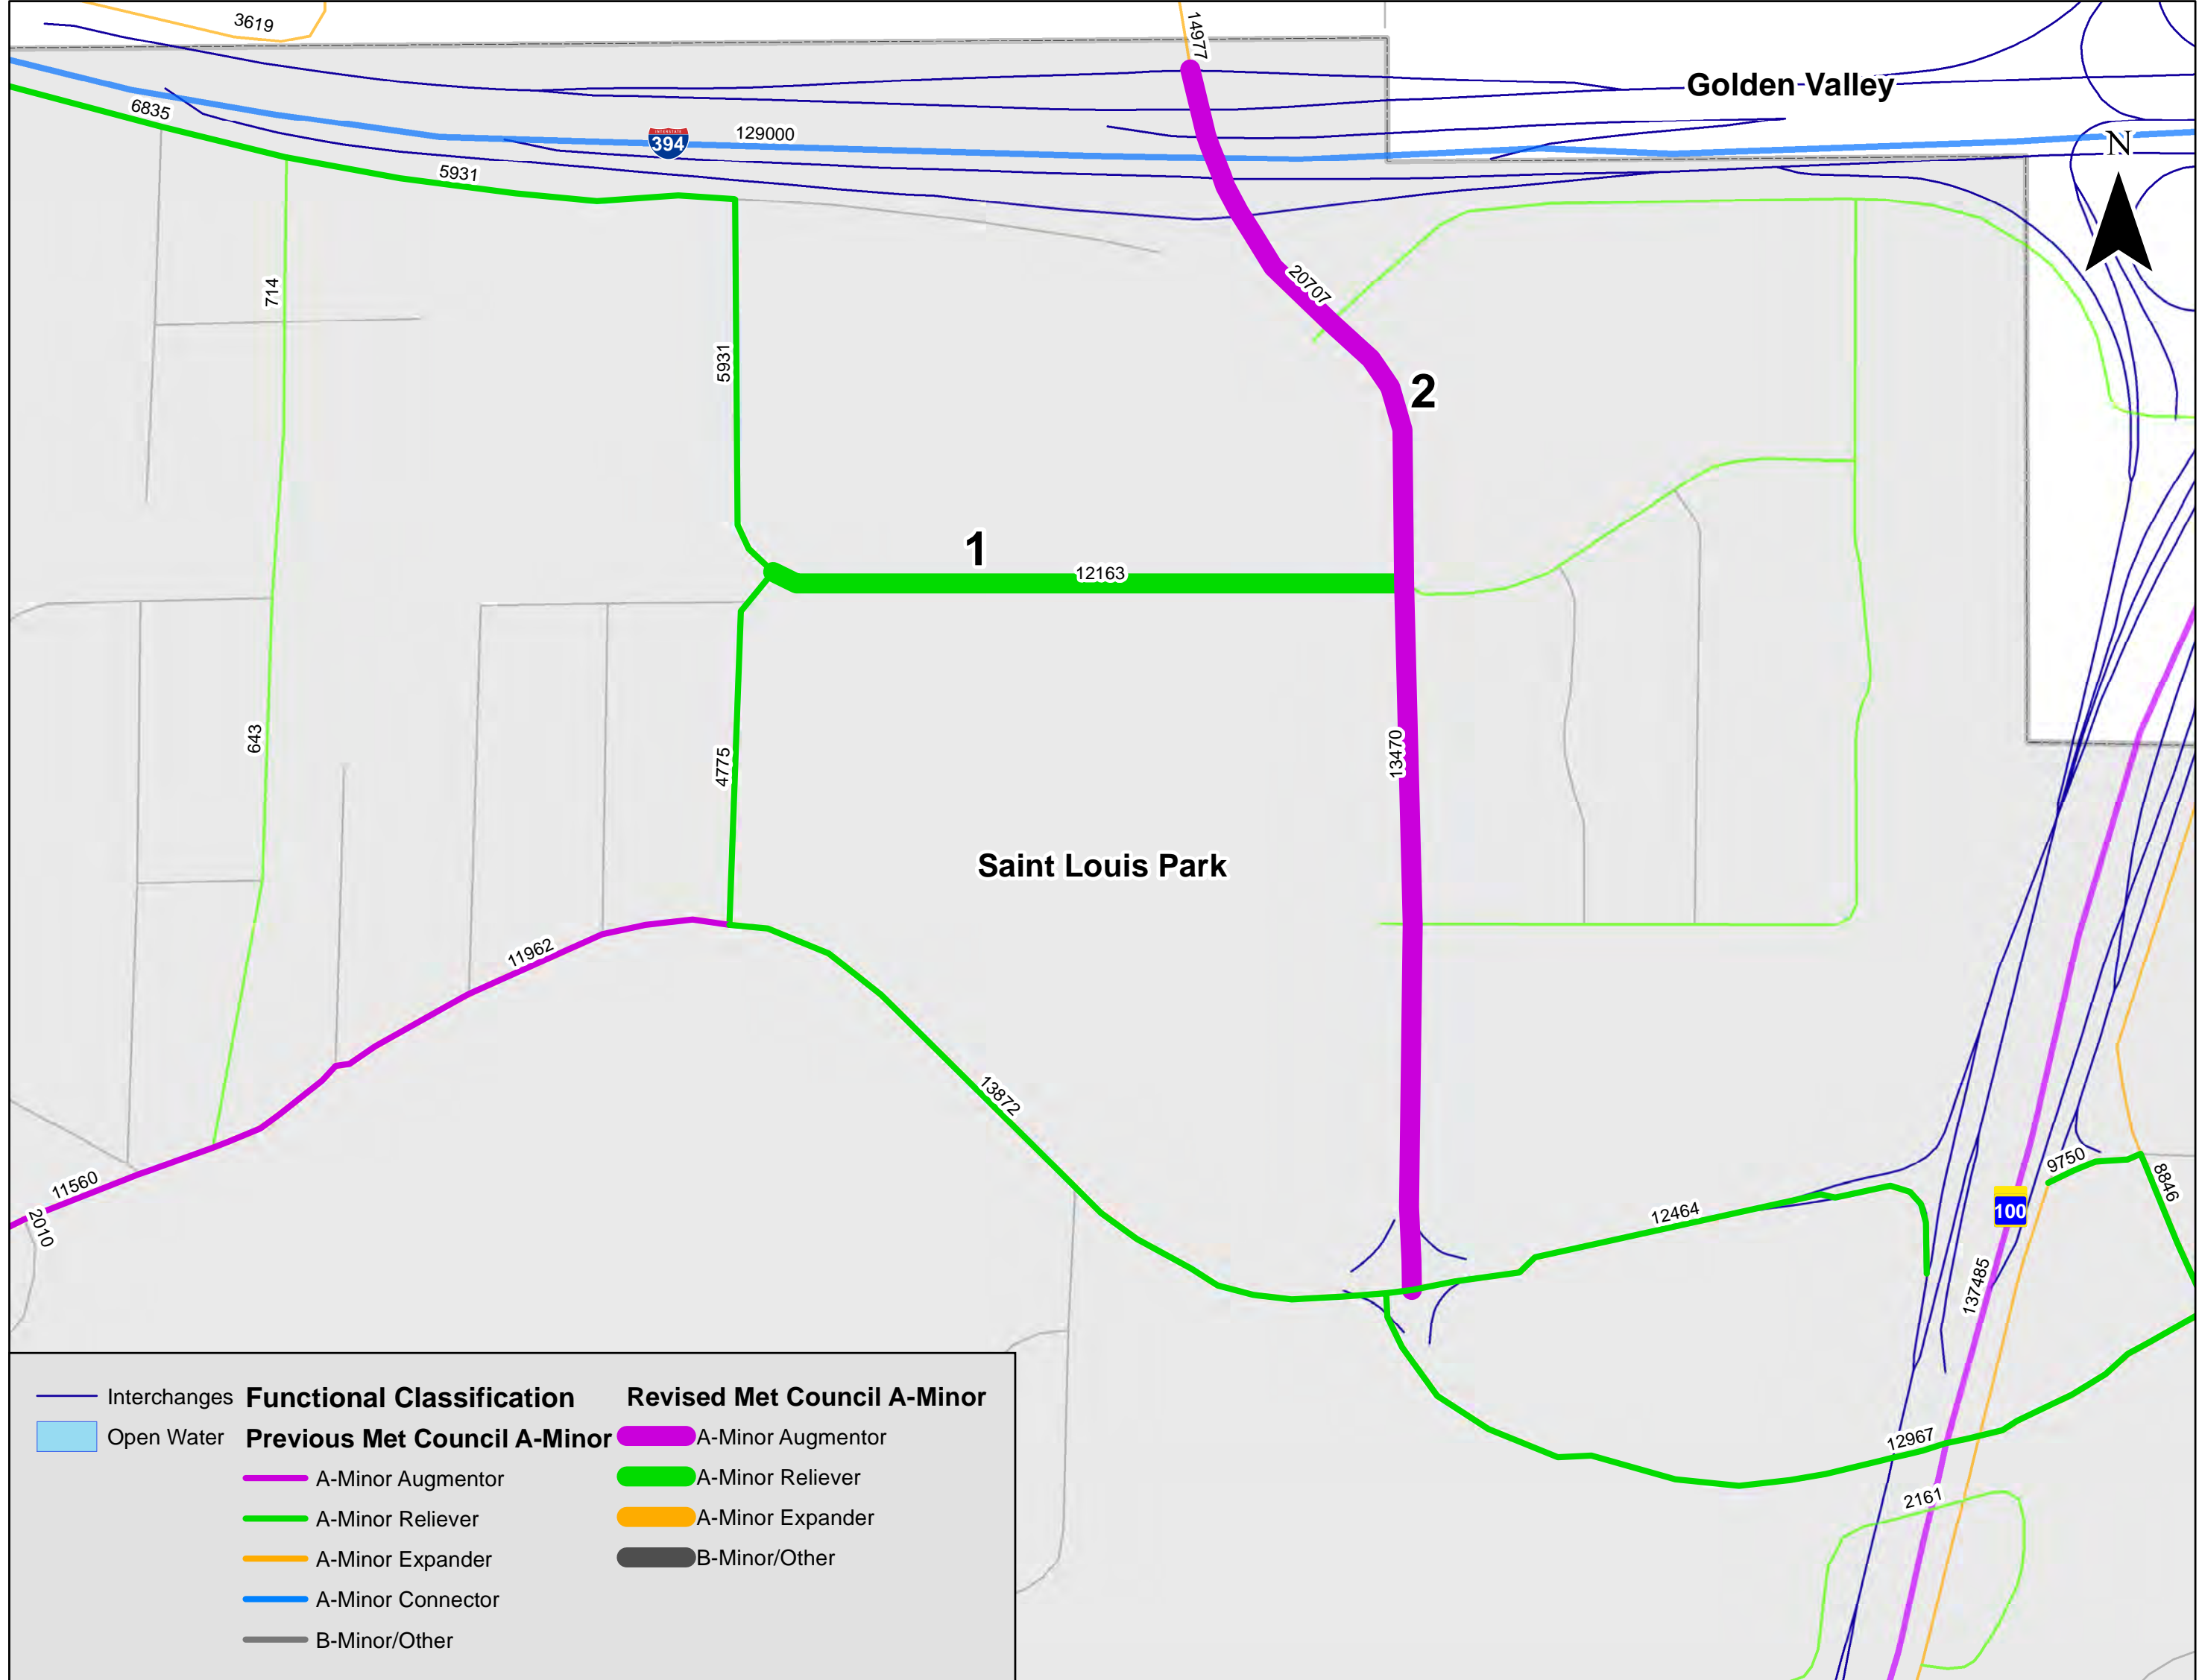 3619
14977
Golden Valley
6835
INTERSTATE
394
129000
N
5931
714
20707
5931
2
1
12163
643
4775
13470
Saint Louis Park
11962
13872
11560
2010
12464
9750
8846
100
137485
12967
2161
Interchanges
Open Water
Functional Classification
Previous Met Council A-Minor
A-Minor Augmentor
A-Minor Reliever
A-Minor Expander
A-Minor Connector
B-Minor/Other
Revised Met Council A-Minor
A-Minor Augmentor
A-Minor Reliever
A-Minor Expander
B-Minor/Other